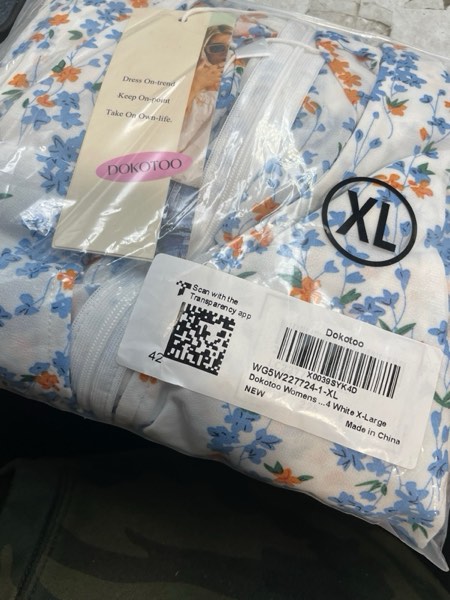 Dress On-trend
Keep On-point
Take On Own-life.
DOKOTOO
XL
Scan with the
Transparency app
42
Dokotoo
X0039SYK4D
WG5W227724-1-XL
Dokotoo Womens ...4 White X-Large
NEW
Made in China